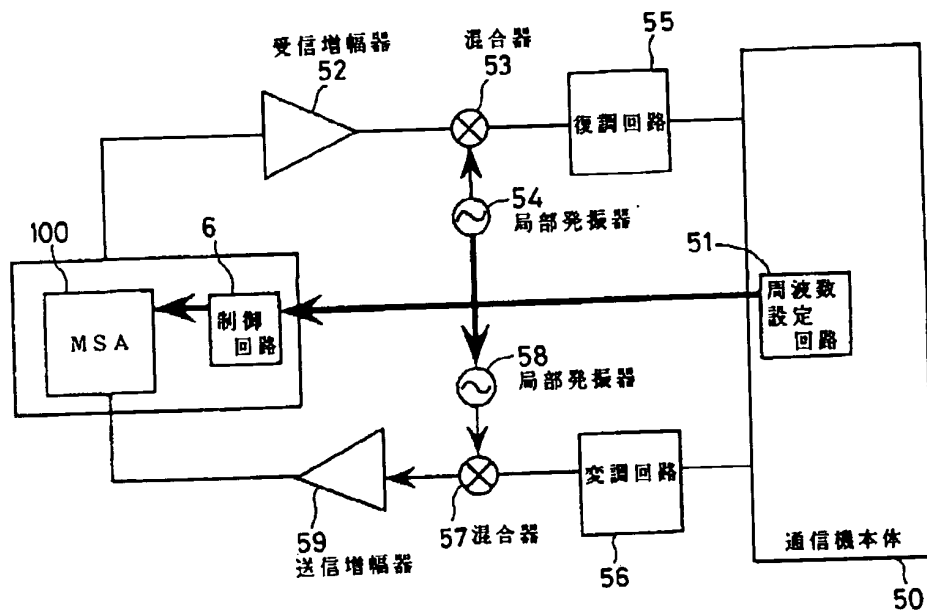 受信増幅器
52
混合器
53
55
復調回路
54
局部発振器
100
6
51
MSA
制御
回路
周波数
設定
回路
58
局部発振器
変調回路
57混合器
59
送信増幅器
56
通信機本体
50